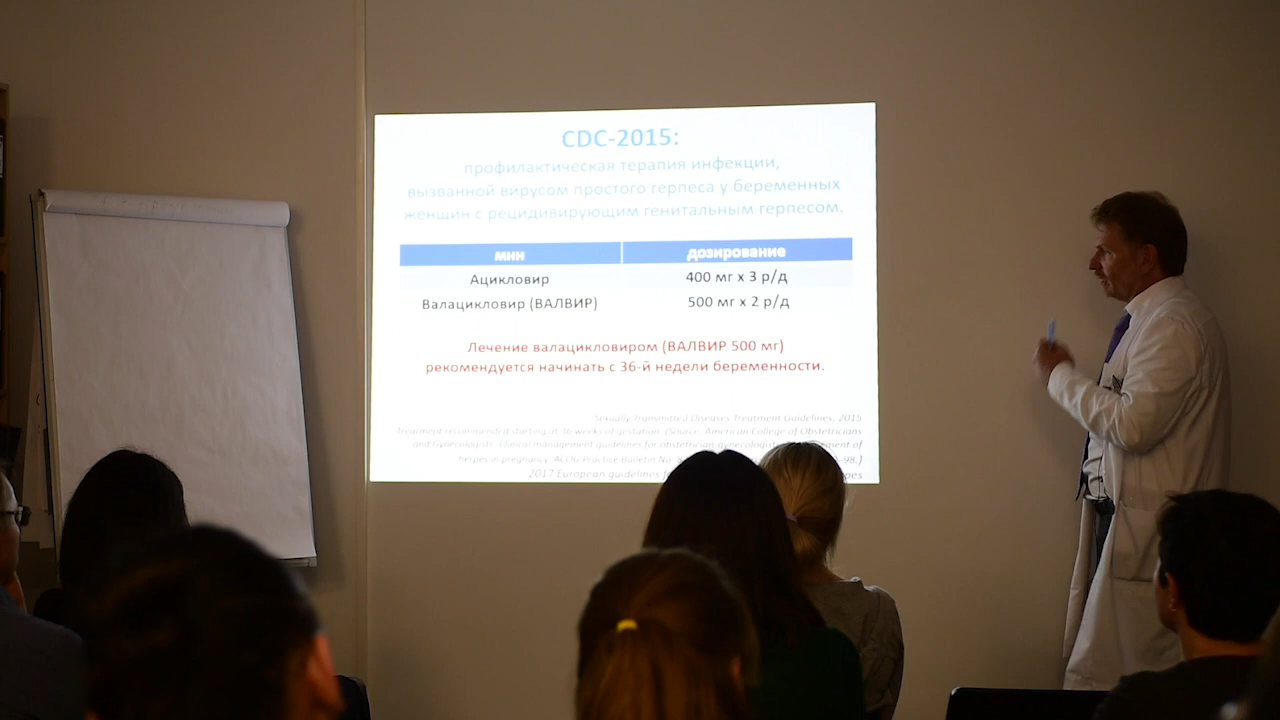 CDC-2015:
профилактическая терапия инфекции,
вызванной вирусом простого герпеса у беременных
женщин с рецидивирующим генитальным герпесом.
мнн дозирование
Ацикловир 400 мг х 3 р/д
Валацикловир (ВАЛВИР) 500 мг х 2 р/д
Лечение валацикловиром (ВАЛВИР 500 мг)
рекомендуется начинать с 36-й недели беременности.
Sexually Transmitted Diseases Treatment Guidelines, 2015
Treatment recommended starting at 36 weeks of gestation. (Source: American College of Obstetricians
and Gynecologists. Clinical management guidelines for obstetrician-gynecologists. of
herpes in pregnancy. ACOG Practice Bulletin No. -98.)
2017 European guidelines